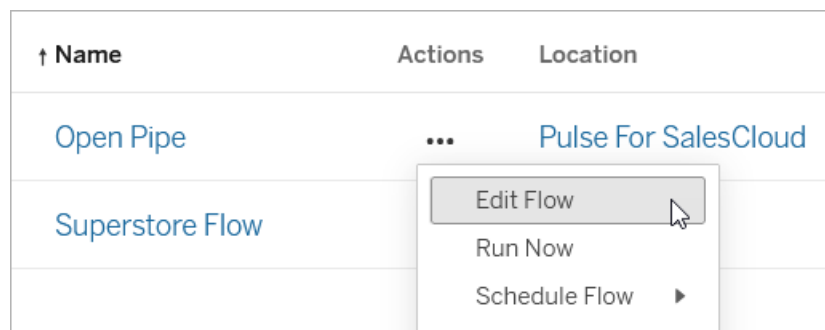 Name Actions Location
Open Pipe ••• Pulse For SalesCloud
Edit Flow
Superstore Flow
Run Now
Schedule Flow